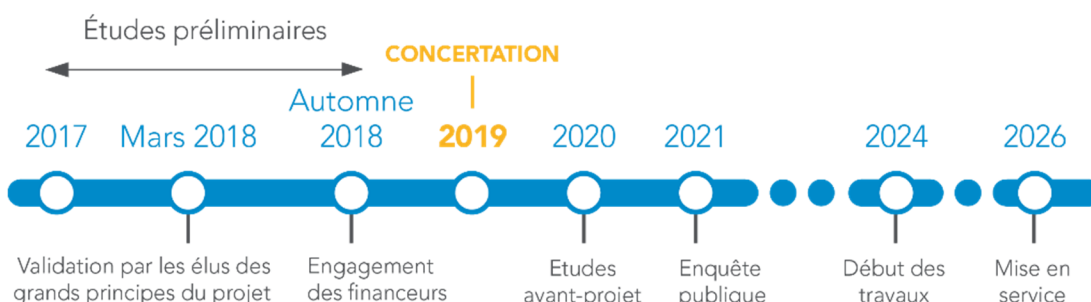 Études préliminaires
CONCERTATION
Automne
2017 Mars 2018 2018 2019 2020 2021 2024 2026
Validation par les élus des Engagement Etudes Enquête Début des Mise en
grands principes du projet des financeurs avant-projet publique travaux service